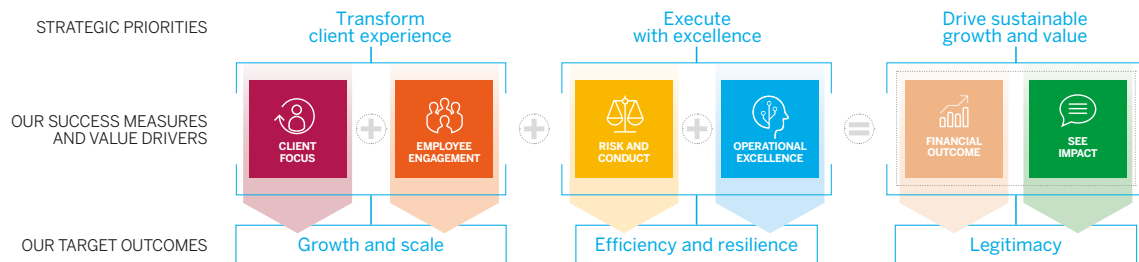 STRATEGIC PRIORITIES
Transform
client experience
Execute
with excellence
Drive sustainable
growth and value
OUR SUCCESS MEASURES
AND VALUE DRIVERS
CLIENT
FOCUS
EMPLOYEE
ENGAGEMENT
RISK AND
CONDUCT
OPERATIONAL
EXCELLENCE
FINANCIAL
OUTCOME
SEE
IMPACT
OUR TARGET OUTCOMES
Growth and scale
Efficiency and resilience
Legitimacy